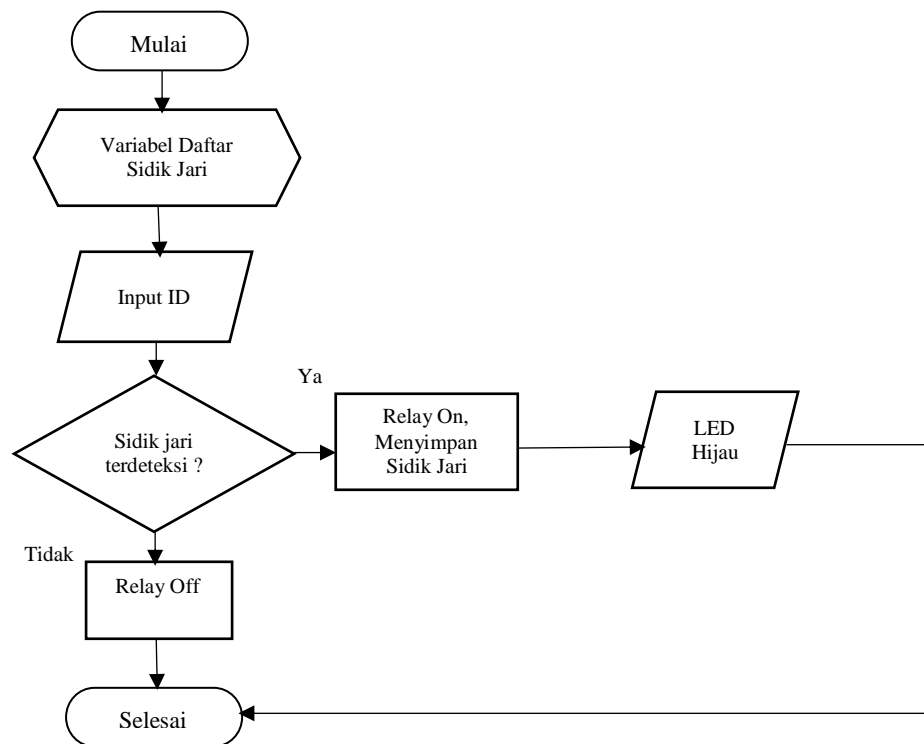 Mulai
Variabel Daftar
Sidik Jari
Input ID
Ya
Sidik jari
terdeteksi ?
Relay On,
Menyimpan
Sidik Jari
LED
Hijau
Tidak
Relay Off
Selesai